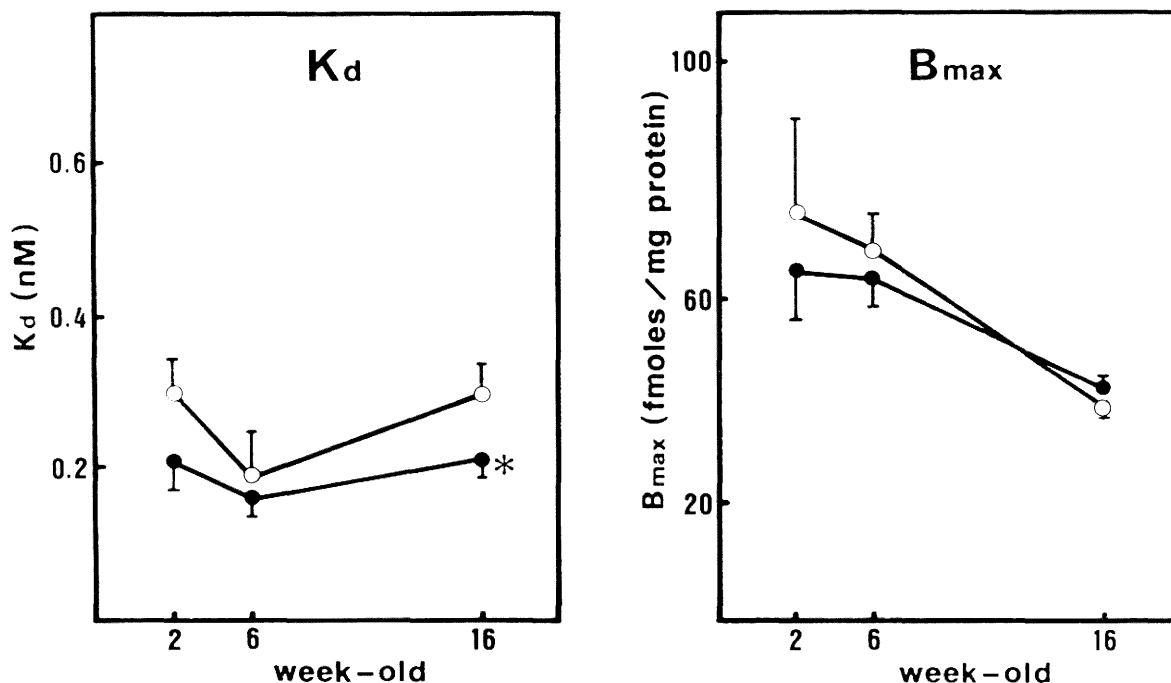 Kd
0.6
0.4
0.2
Kd (nM)
*
2 6 16
week-old
Bmax
100
60
20
Bmax (fmoles/mg protein)
2 6 16
week-old